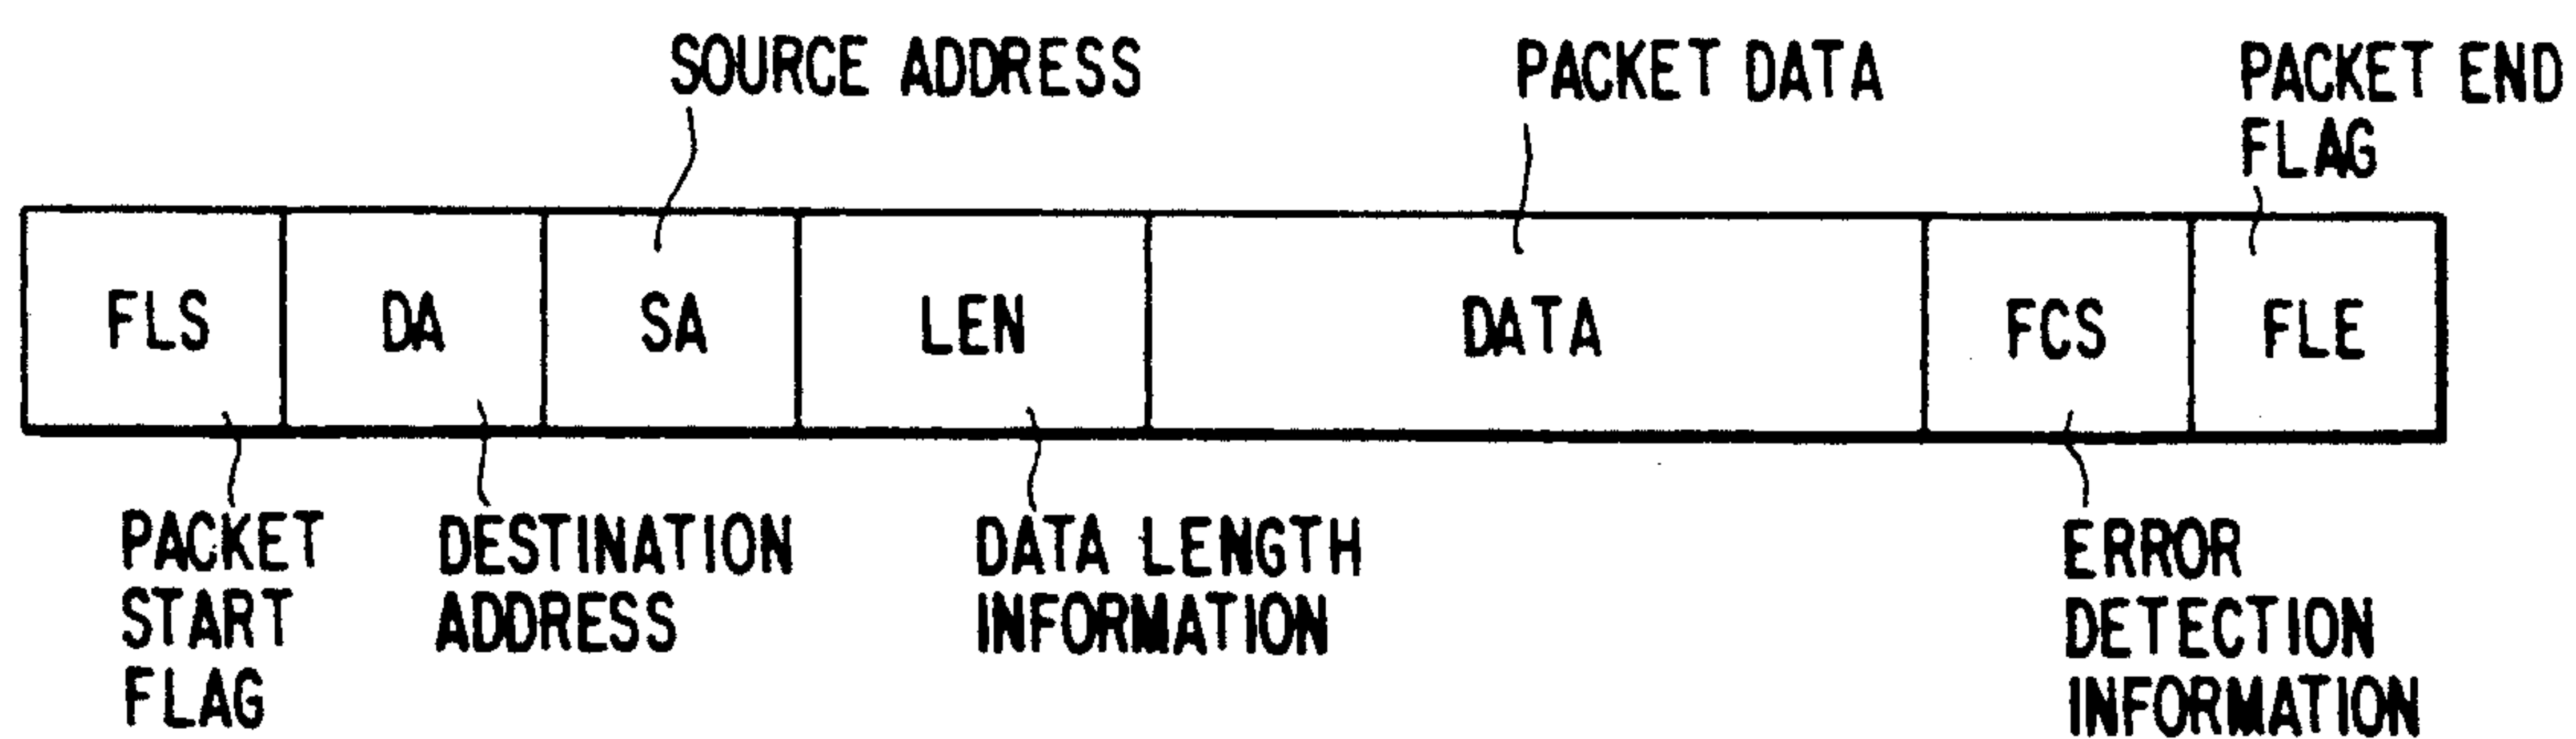 SOURCE ADDRESS
PACKET DATA
PACKET END
FLAG
FLS
DA
SA
LEN
DATA
FCS
FLE
PACKET
START
FLAG
DESTINATION
ADDRESS
DATA LENGTH
INFORMATION
ERROR
DETECTION
INFORMATION